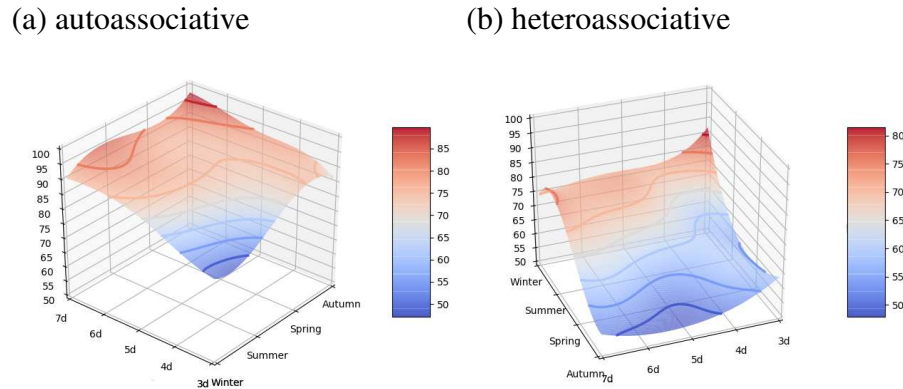 (a) autoassociative
(b) heteroassociative
100
95
90
85
80
75
70
65
60
55
50
7d
6d
5d
4d
3d
Winter
Summer
Spring
Autumn
85
80
75
70
65
60
55
50
100
95
90
85
80
75
70
65
60
55
50
Winter
Summer
Spring
Autumn
7d
6d
5d
4d
3d
80
75
70
65
60
55
50